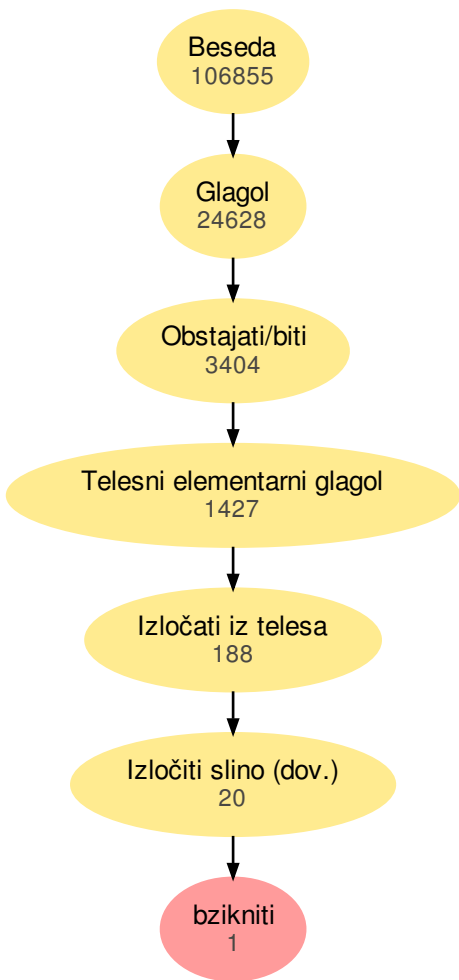 Beseda
106855
Glagol
24628
Obstajati/biti
3404
Telesni elementarni glagol
1427
Izločati iz telesa
188
Izločiti slino (dov.)
20
bzikniti
1